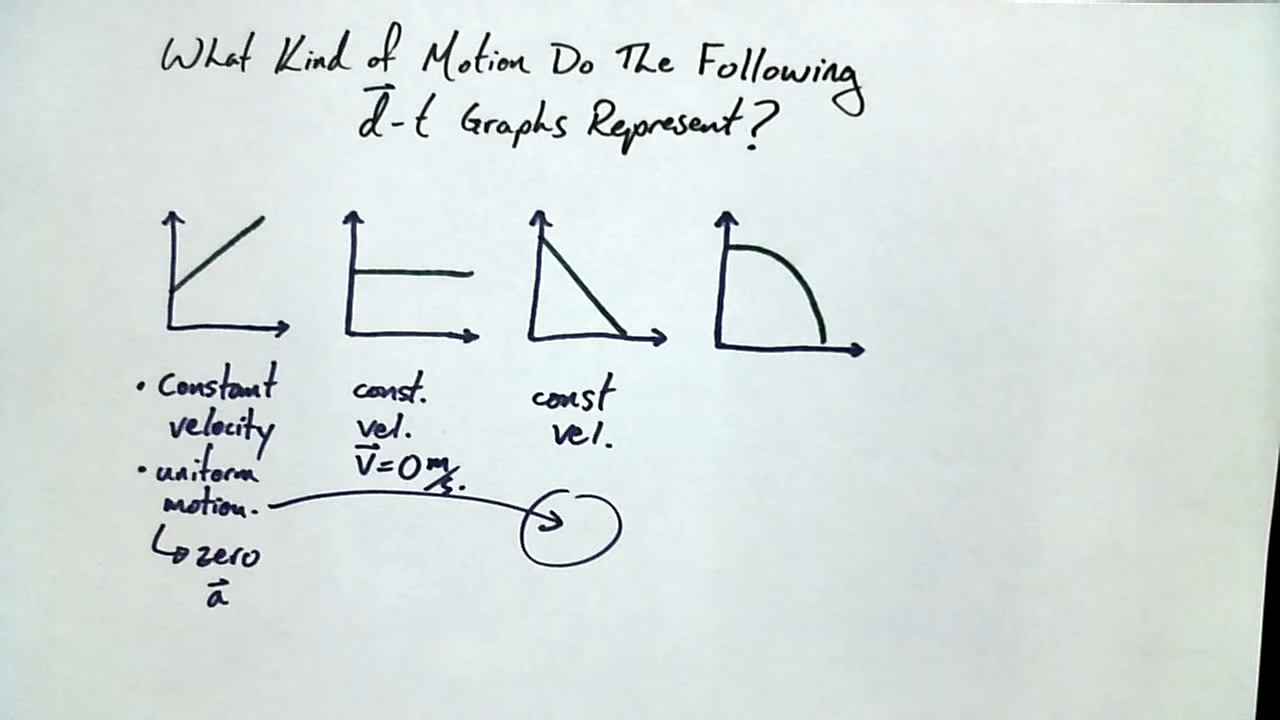 What Kind of Motion Do The Following
d⃗-t Graphs Represent?
• Constant
velocity
• uniform
motion.
↳ zero
a⃗
const.
vel.
v⃗ = 0 m/s.
const
vel.